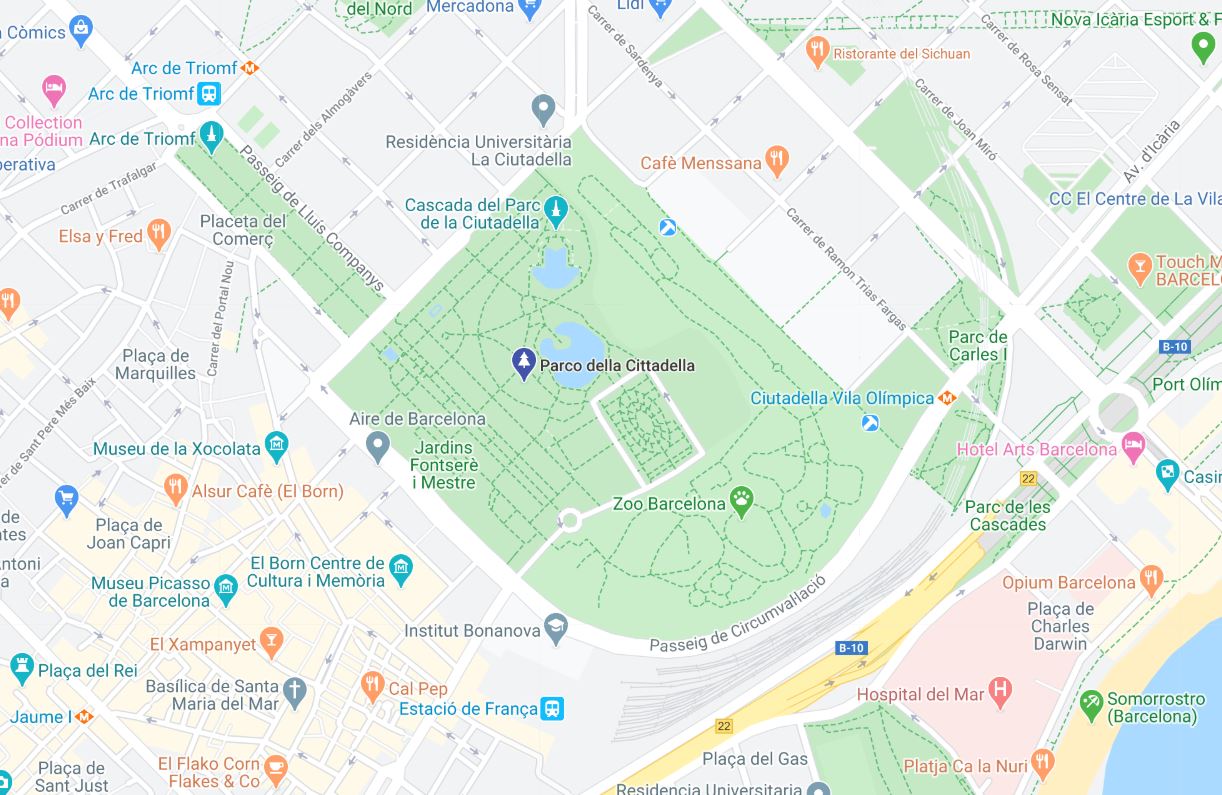 del Nord
Mercadona
Lidl
Còmics
Nova Icària Esport & F
Arc de Triomf
Arc de Triomf
Arc de Triomf
Ristorante del Sichuan
Carrer de Sardenya
Carrer de Rosa Sensat
Carrer de Joan Miró
Av. d'Icària
Collection
na Pódium
perativa
Carrer dels Almogàvers
Carrer de Trafalgar
Passeig de Lluís Companys
Residència Universitària
La Ciutadella
Cafè Menssana
CC El Centre de La Vila
Cascada del Parc
de la Ciutadella
Placeta del
Comerç
Elsa y Fred
Carrer del Portal Nou
Carrer de Ramon Trias Fargas
Touch M
BARCEL
Plaça de
Marquilles
Parc de
Carles I
B-10
Port Olím
Parco della Cittadella
Ciutadella Vila Olímpica
Carrer de Sant Pere Més Baix
Aire de Barcelona
Museu de la Xocolata
Jardins
Fontserè
i Mestre
Hotel Arts Barcelona
Casin
22
Alsur Cafè (El Born)
Zoo Barcelona
Parc de les
Cascades
Plaça de
Joan Capri
de
ntes
Antoni
a
El Born Centre de
Cultura i Memòria
Museu Picasso
de Barcelona
Opium Barcelona
Passeig de Circumval·lació
Plaça de
Charles
Darwin
Institut Bonanova
El Xampanyet
B-10
Plaça del Rei
Basílica de Santa
Maria del Mar
Cal Pep
Hospital del Mar
Somorrostro
(Barcelona)
Jaume I
Estació de França
22
El Flako Corn
Flakes & Co
Plaça del Gas
Platja Ca la Nuri
Plaça de
Sant Just
Residencia Universitaria